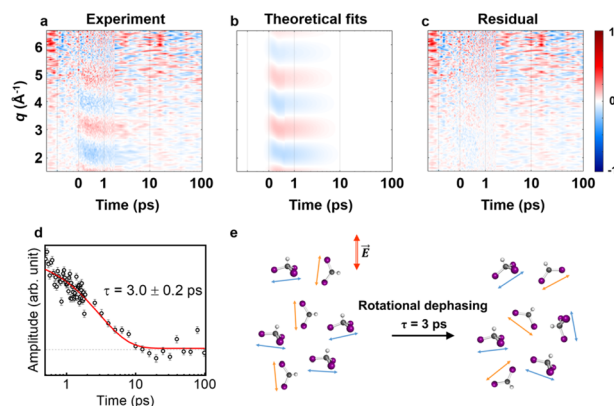 a Experiment
b Theoretical fits
c Residual
q (Å⁻¹)
6
5
4
3
2
0 1 10 100
Time (ps)
0 1 10 100
Time (ps)
0 1 10 100
Time (ps)
1
0
-1
d
τ = 3.0 ± 0.2 ps
Amplitude (arb. unit)
1 10 100
Time (ps)
e
E
Rotational dephasing
τ = 3 ps